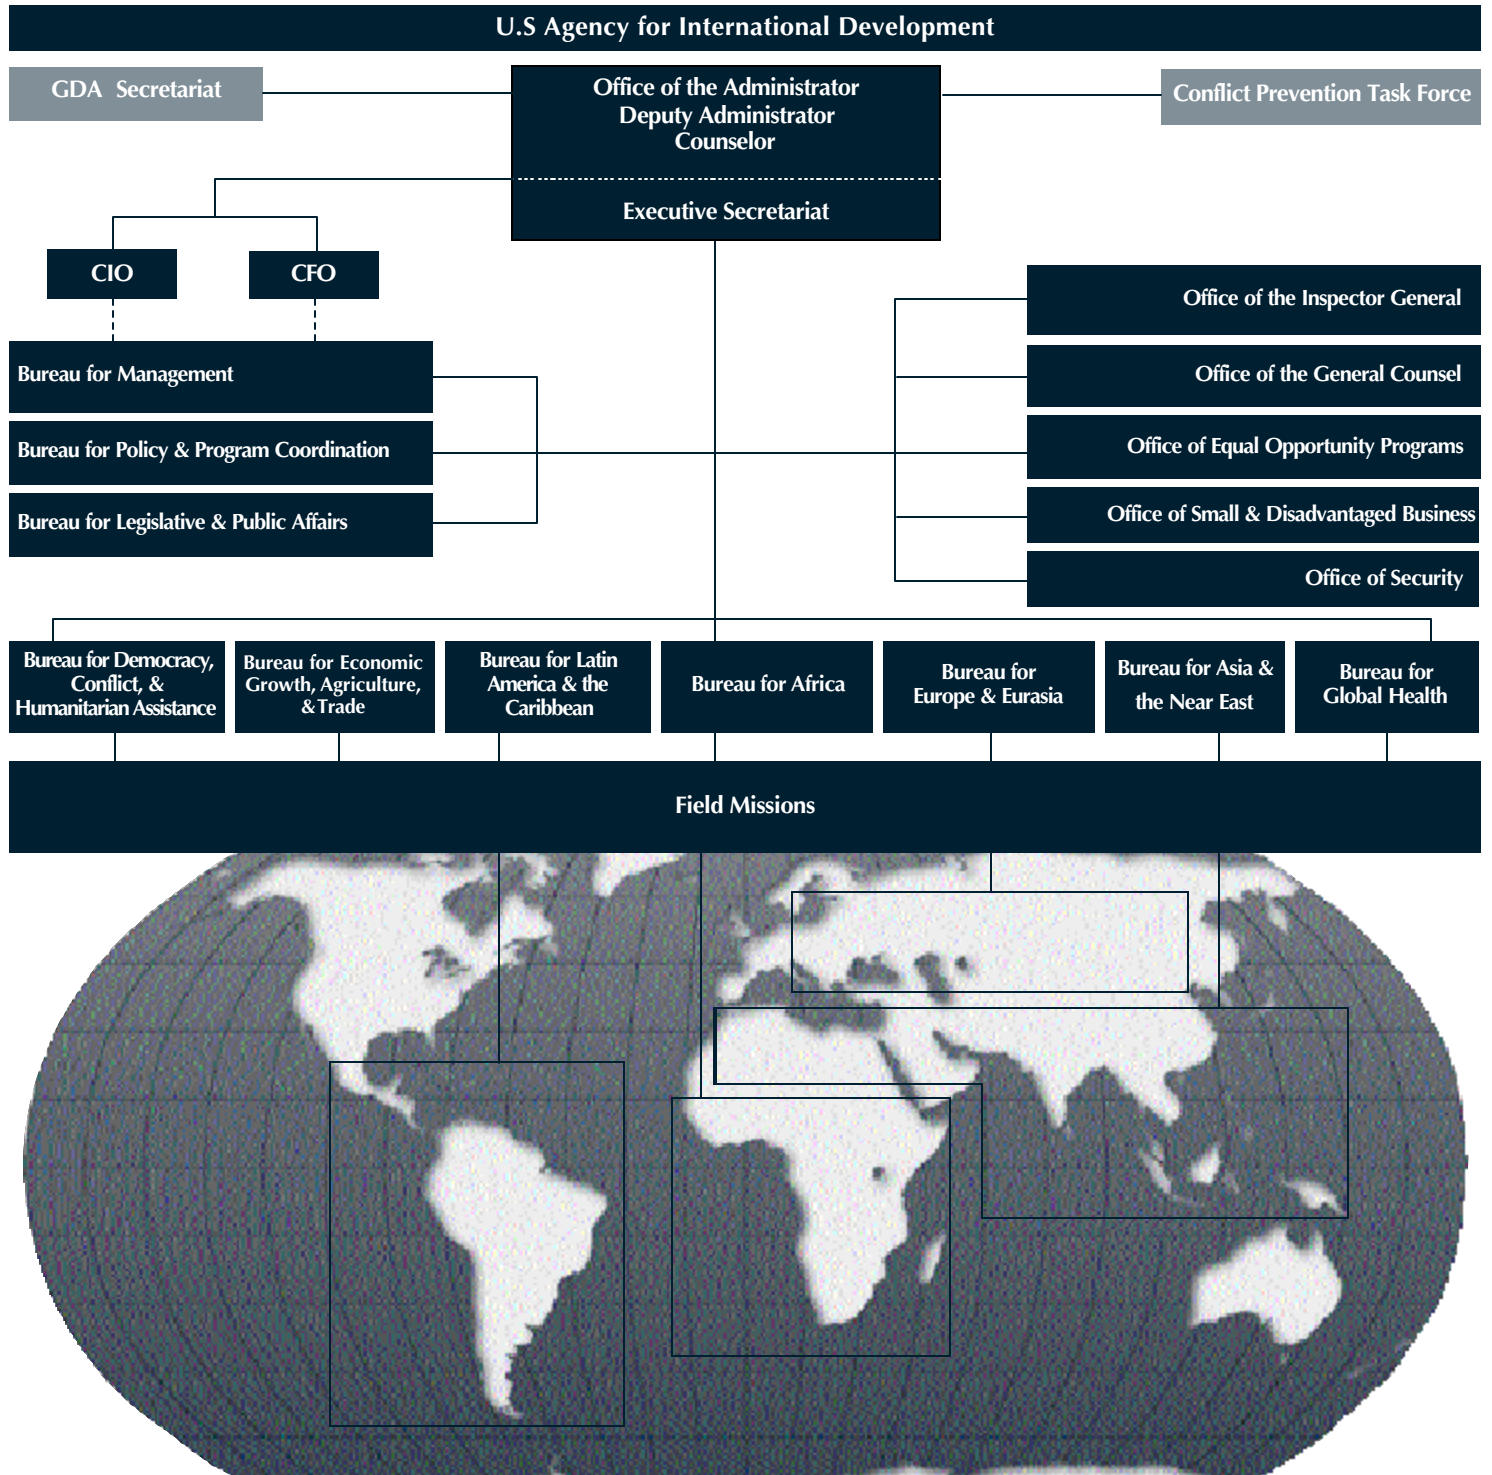 U.S Agency for International Development
GDA Secretariat
Office of the Administrator
Deputy Administrator
Counselor
Conflict Prevention Task Force
Executive Secretariat
CIO
CFO
Office of the Inspector General
Bureau for Management
Office of the General Counsel
Bureau for Policy & Program Coordination
Office of Equal Opportunity Programs
Bureau for Legislative & Public Affairs
Office of Small & Disadvantaged Business
Office of Security
Bureau for Democracy,
Conflict, &
Humanitarian Assistance
Bureau for Economic
Growth, Agriculture,
& Trade
Bureau for Latin
America & the
Caribbean
Bureau for Africa
Bureau for
Europe & Eurasia
Bureau for Asia &
the Near East
Bureau for
Global Health
Field Missions